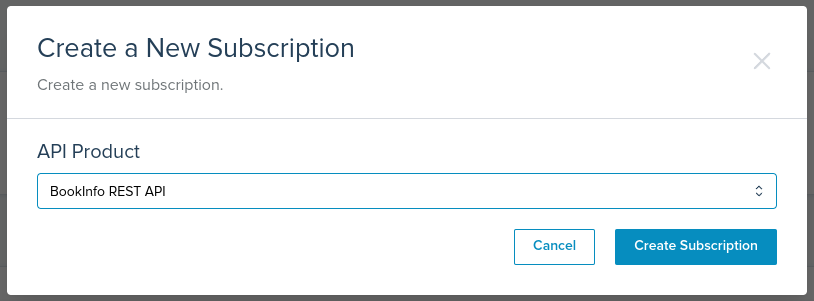 Create a New Subscription
Create a new subscription.
API Product
BookInfo REST API
Cancel
Create Subscription